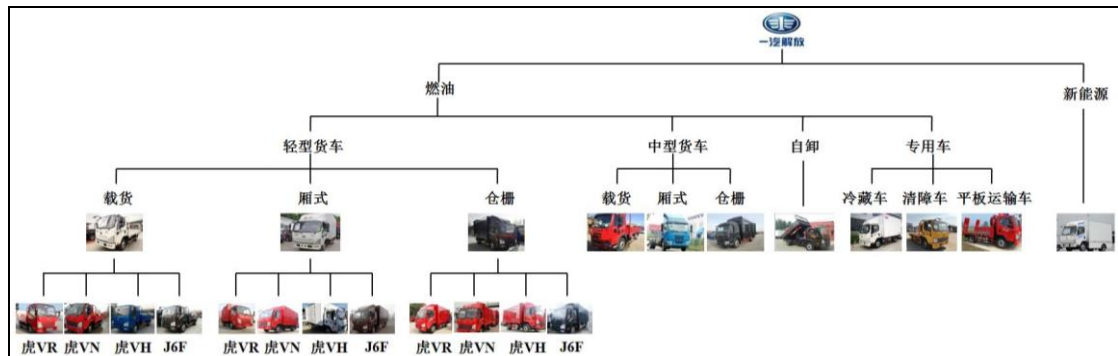 一汽解放
燃油
新能源
轻型货车
中型货车
自卸
专用车
载货
厢式
仓栅
载货
厢式
仓栅
冷藏车
清障车
平板运输车
虎VR
虎VN
虎VH
J6F
虎VR
虎VN
虎VH
J6F
虎VR
虎VN
虎VH
J6F